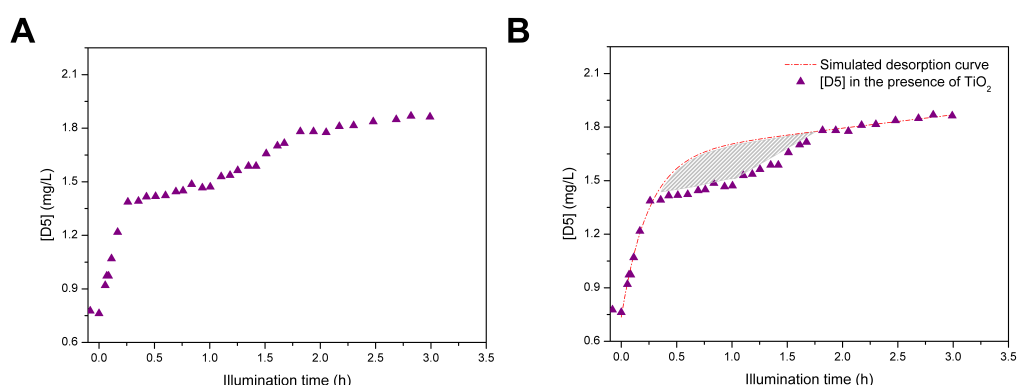 A
2.1
1.8
1.5
1.2
0.9
0.6
[D5] (mg/L)
0.0 0.5 1.0 1.5 2.0 2.5 3.0 3.5
Illumination time (h)
B
Simulated desorption curve
[D5] in the presence of TiO₂
2.1
1.8
1.5
1.2
0.9
0.6
[D5] (mg/L)
0.0 0.5 1.0 1.5 2.0 2.5 3.0 3.5
Illumination time (h)